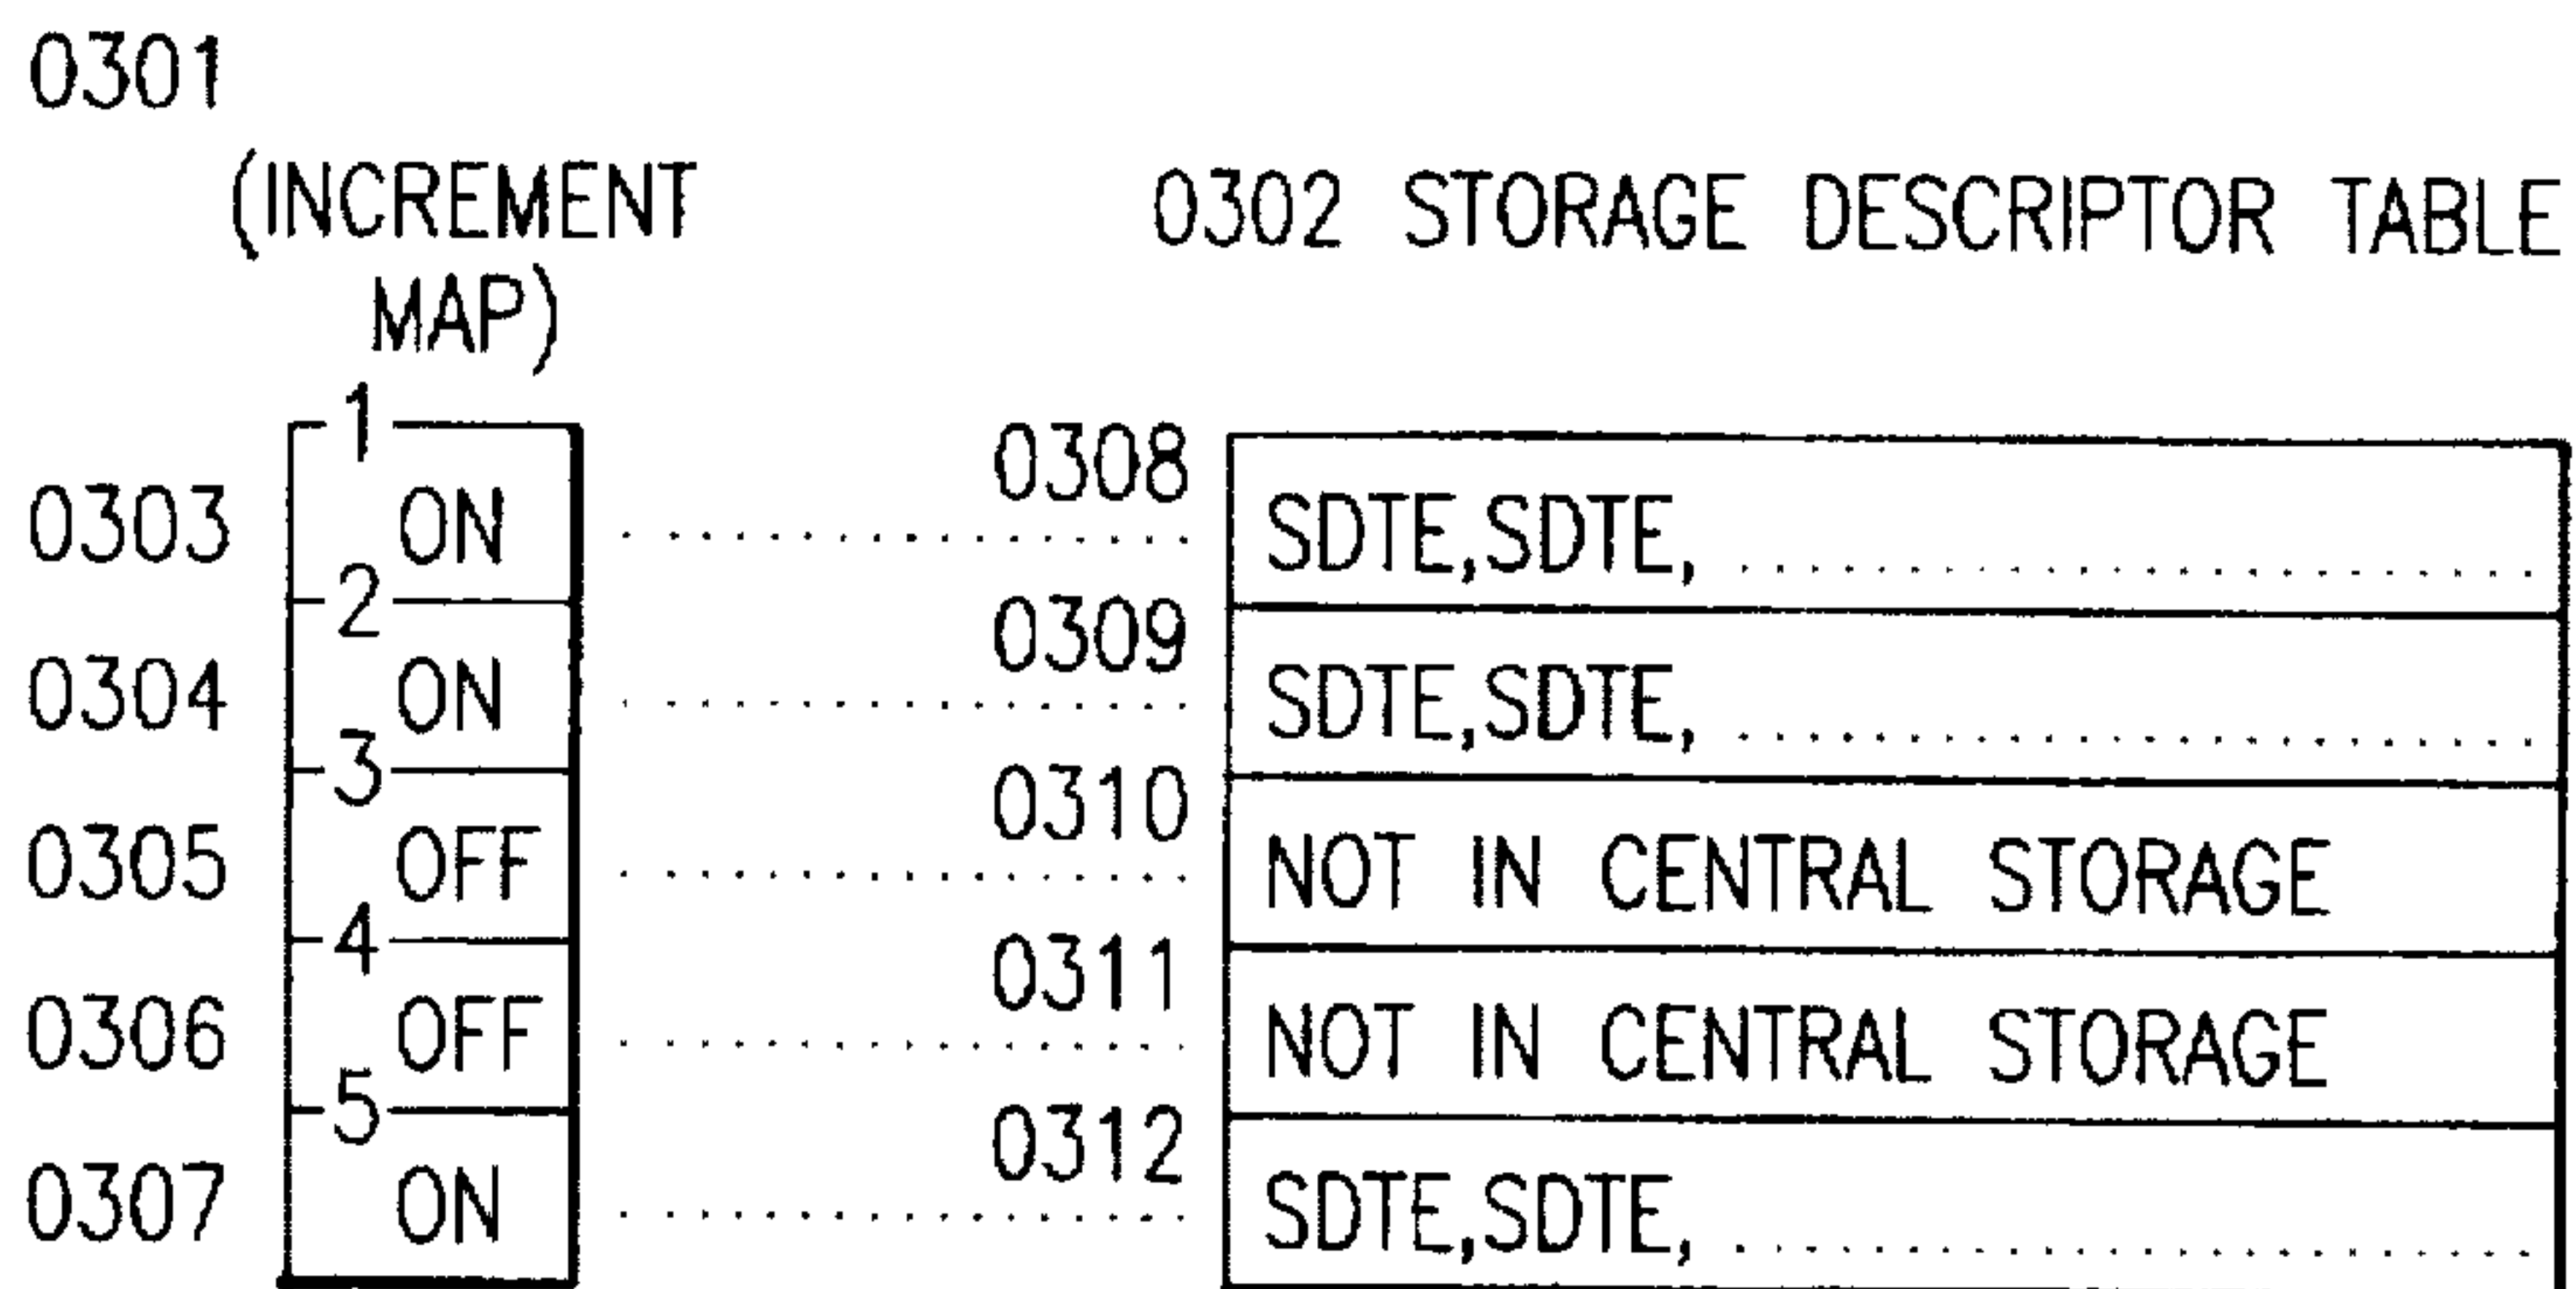 0301
(INCREMENT
MAP)
0302 STORAGE DESCRIPTOR TABLE
1
0303 ON 0308 SDTE,SDTE, ........................
2
0304 ON 0309 SDTE,SDTE, ........................
3
0305 OFF 0310 NOT IN CENTRAL STORAGE
4
0306 OFF 0311 NOT IN CENTRAL STORAGE
5
0307 ON 0312 SDTE,SDTE, ........................